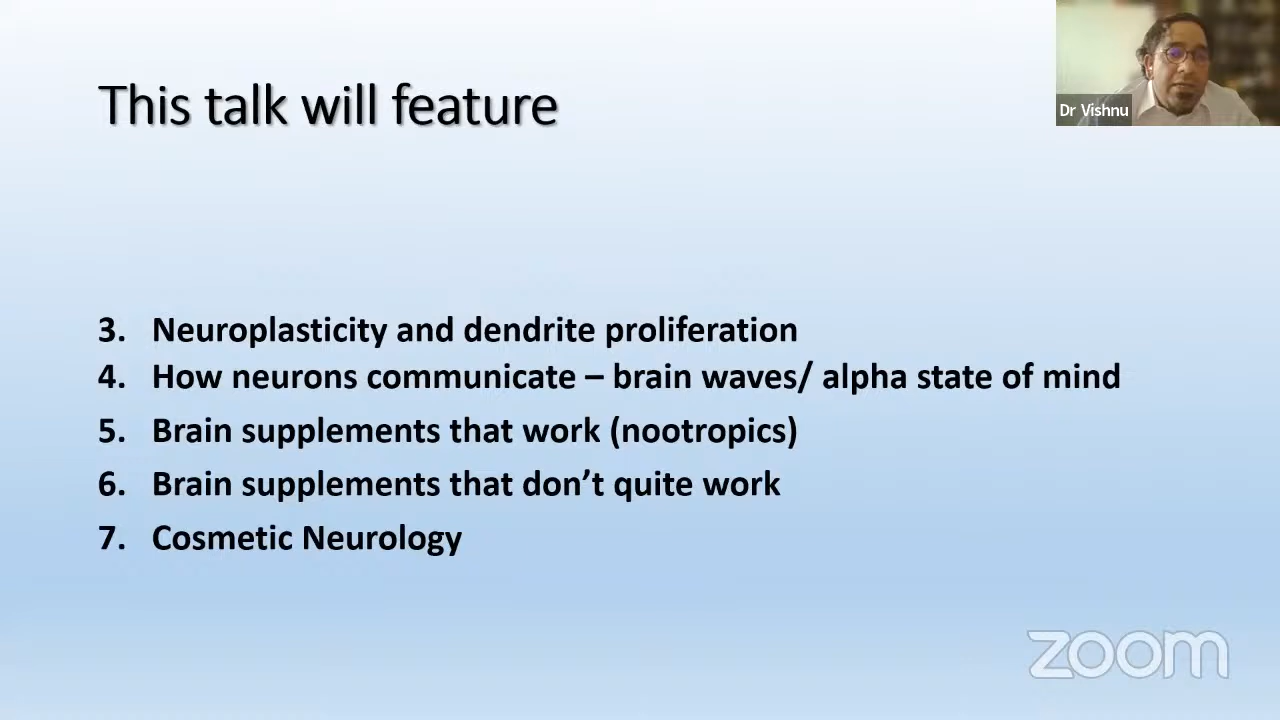 This talk will feature
Dr Vishnu
3. Neuroplasticity and dendrite proliferation
4. How neurons communicate – brain waves/ alpha state of mind
5. Brain supplements that work (nootropics)
6. Brain supplements that don’t quite work
7. Cosmetic Neurology
zoom